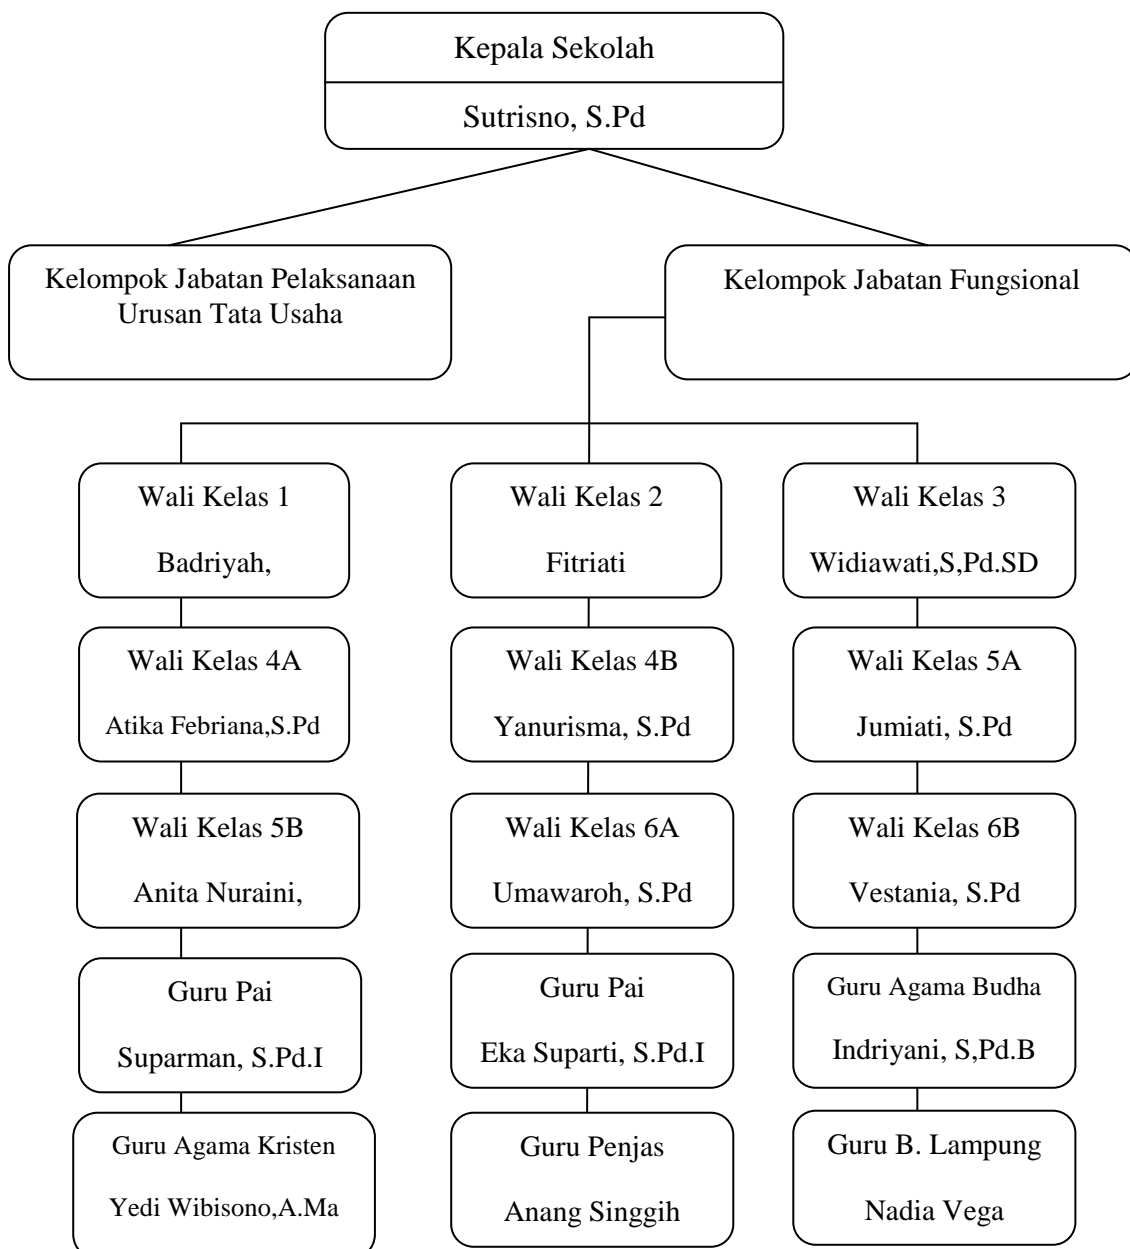 Kepala Sekolah
Sutrisno, S.Pd
Kelompok Jabatan Pelaksanaan
Urusan Tata Usaha
Kelompok Jabatan Fungsional
Wali Kelas 1
Badriyah,
Wali Kelas 2
Fitriati
Wali Kelas 3
Widiawati,S,Pd.SD
Wali Kelas 4A
Atika Febriana,S.Pd
Wali Kelas 4B
Yanurisma, S.Pd
Wali Kelas 5A
Jumiati, S.Pd
Wali Kelas 5B
Anita Nuraini,
Wali Kelas 6A
Umawaroh, S.Pd
Wali Kelas 6B
Vestania, S.Pd
Guru Pai
Suparman, S.Pd.I
Guru Pai
Eka Suparti, S.Pd.I
Guru Agama Budha
Indriyani, S,Pd.B
Guru Agama Kristen
Yedi Wibisono,A.Ma
Guru Penjas
Anang Singgih
Guru B. Lampung
Nadia Vega